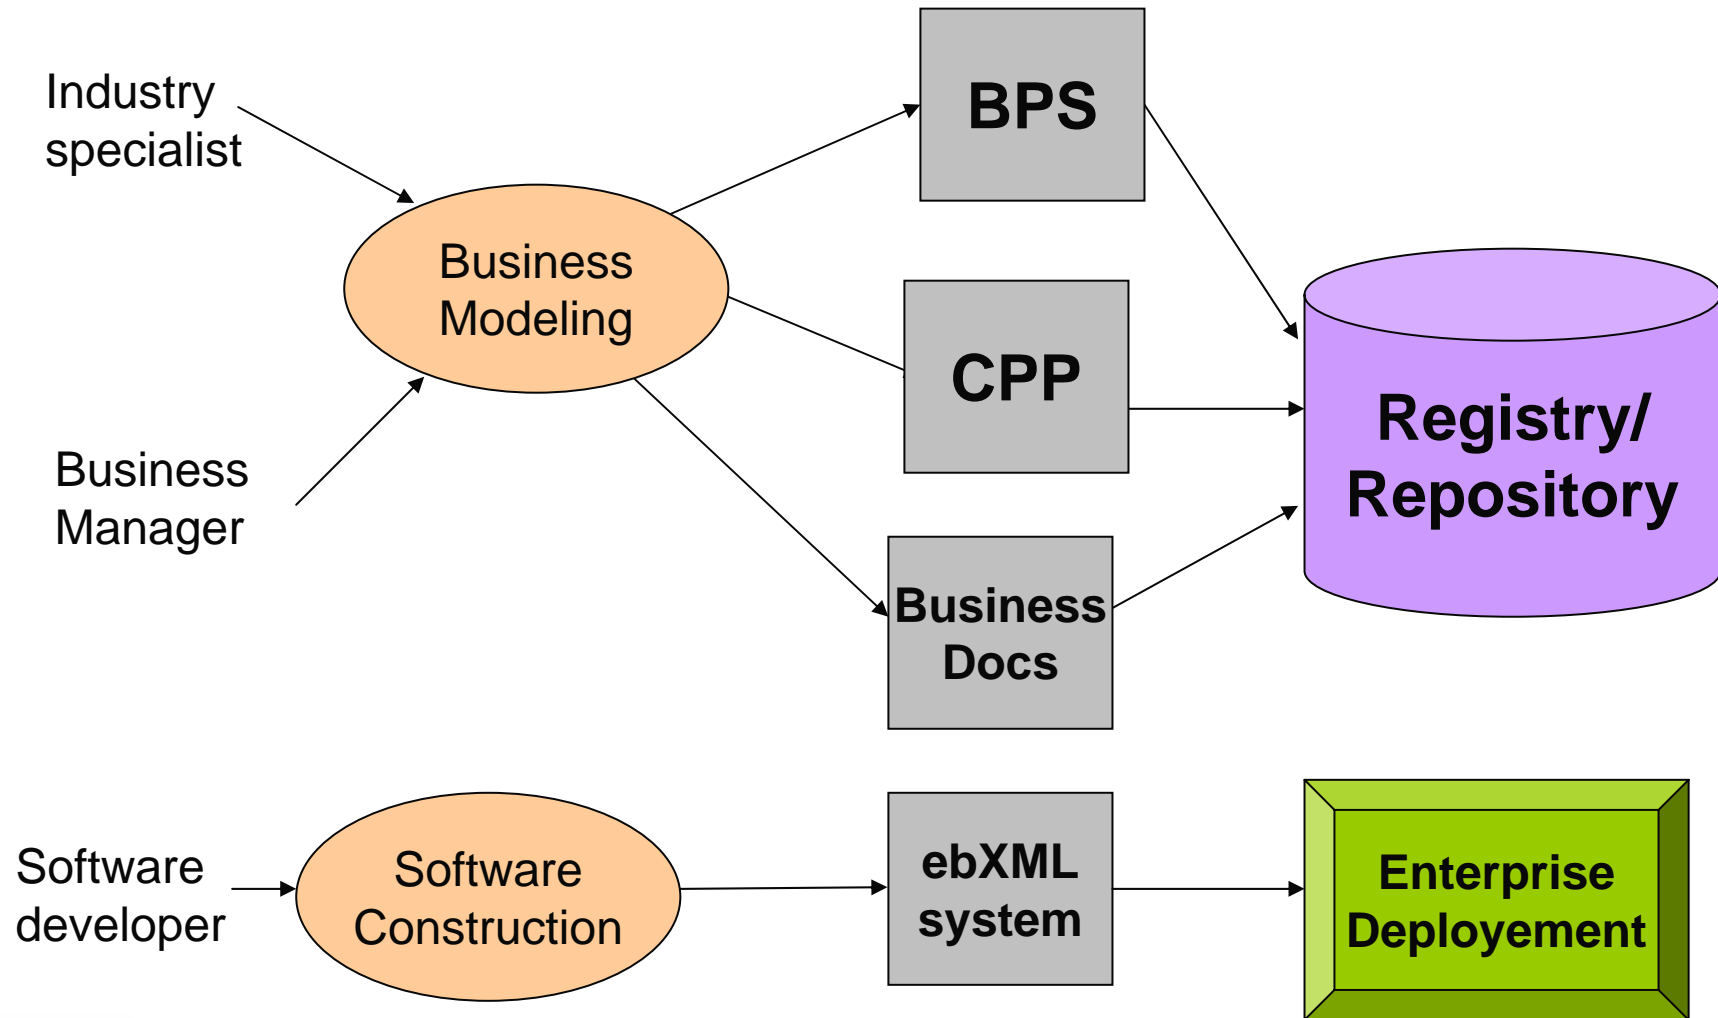 Industry
specialist
Business
Modeling
Business
Manager
BPS
CPP
Business
Docs
Registry/
Repository
Software
developer
Software
Construction
ebXML
system
Enterprise
Deployement